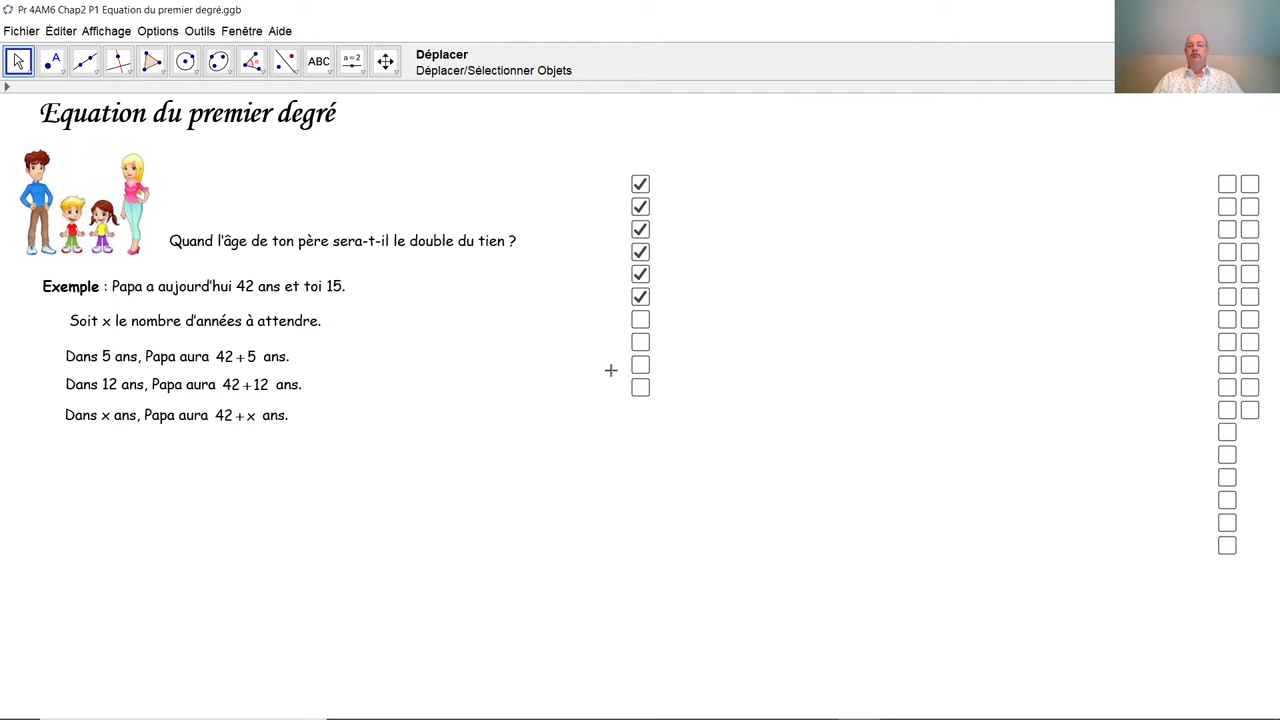 Pr 4AM6 Chap2 P1 Equation du premier degré.ggb
Fichier Éditer Affichage Options Outils Fenêtre Aide
A ABC a=2
Déplacer
Déplacer/Sélectionner Objets
Equation du premier degré
Quand l'âge de ton père sera-t-il le double du tien ?
Exemple : Papa a aujourd'hui 42 ans et toi 15.
Soit x le nombre d'années à attendre.
Dans 5 ans, Papa aura 42+5 ans.
Dans 12 ans, Papa aura 42+12 ans.
Dans x ans, Papa aura 42+x ans.